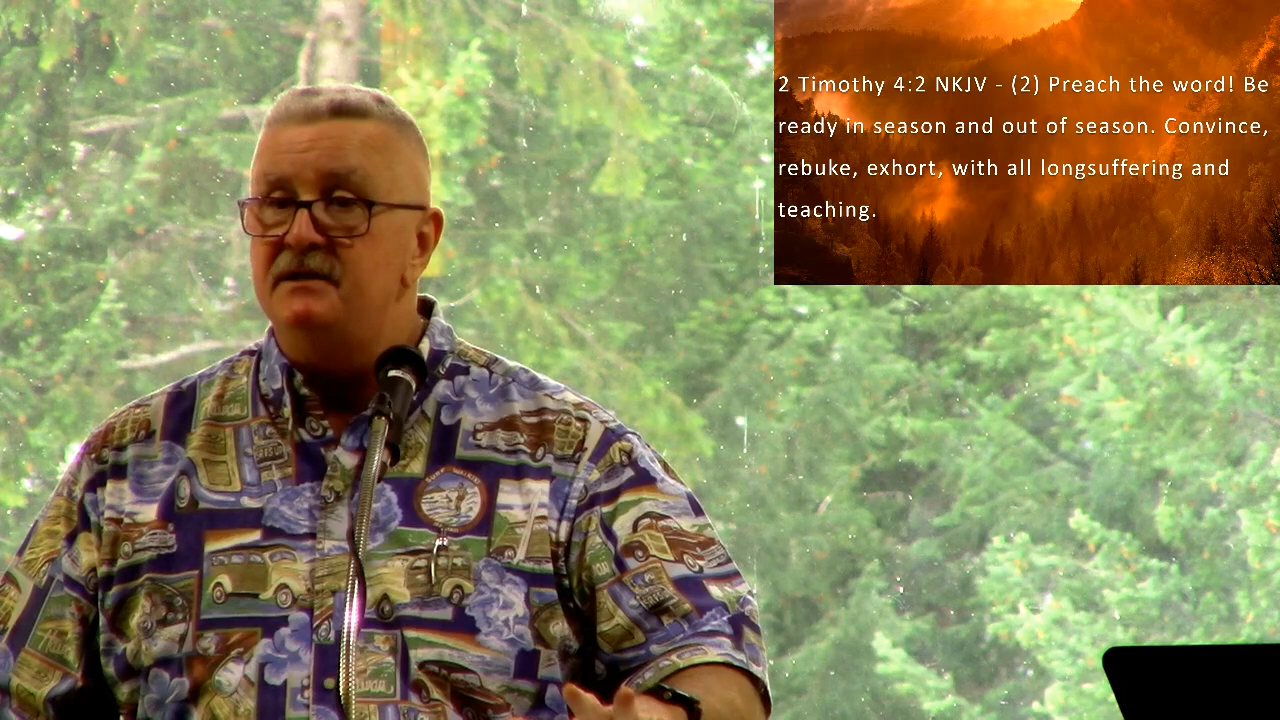 2 Timothy 4:2 NKJV - (2) Preach the word! Be
ready in season and out of season. Convince,
rebuke, exhort, with all longsuffering and
teaching.